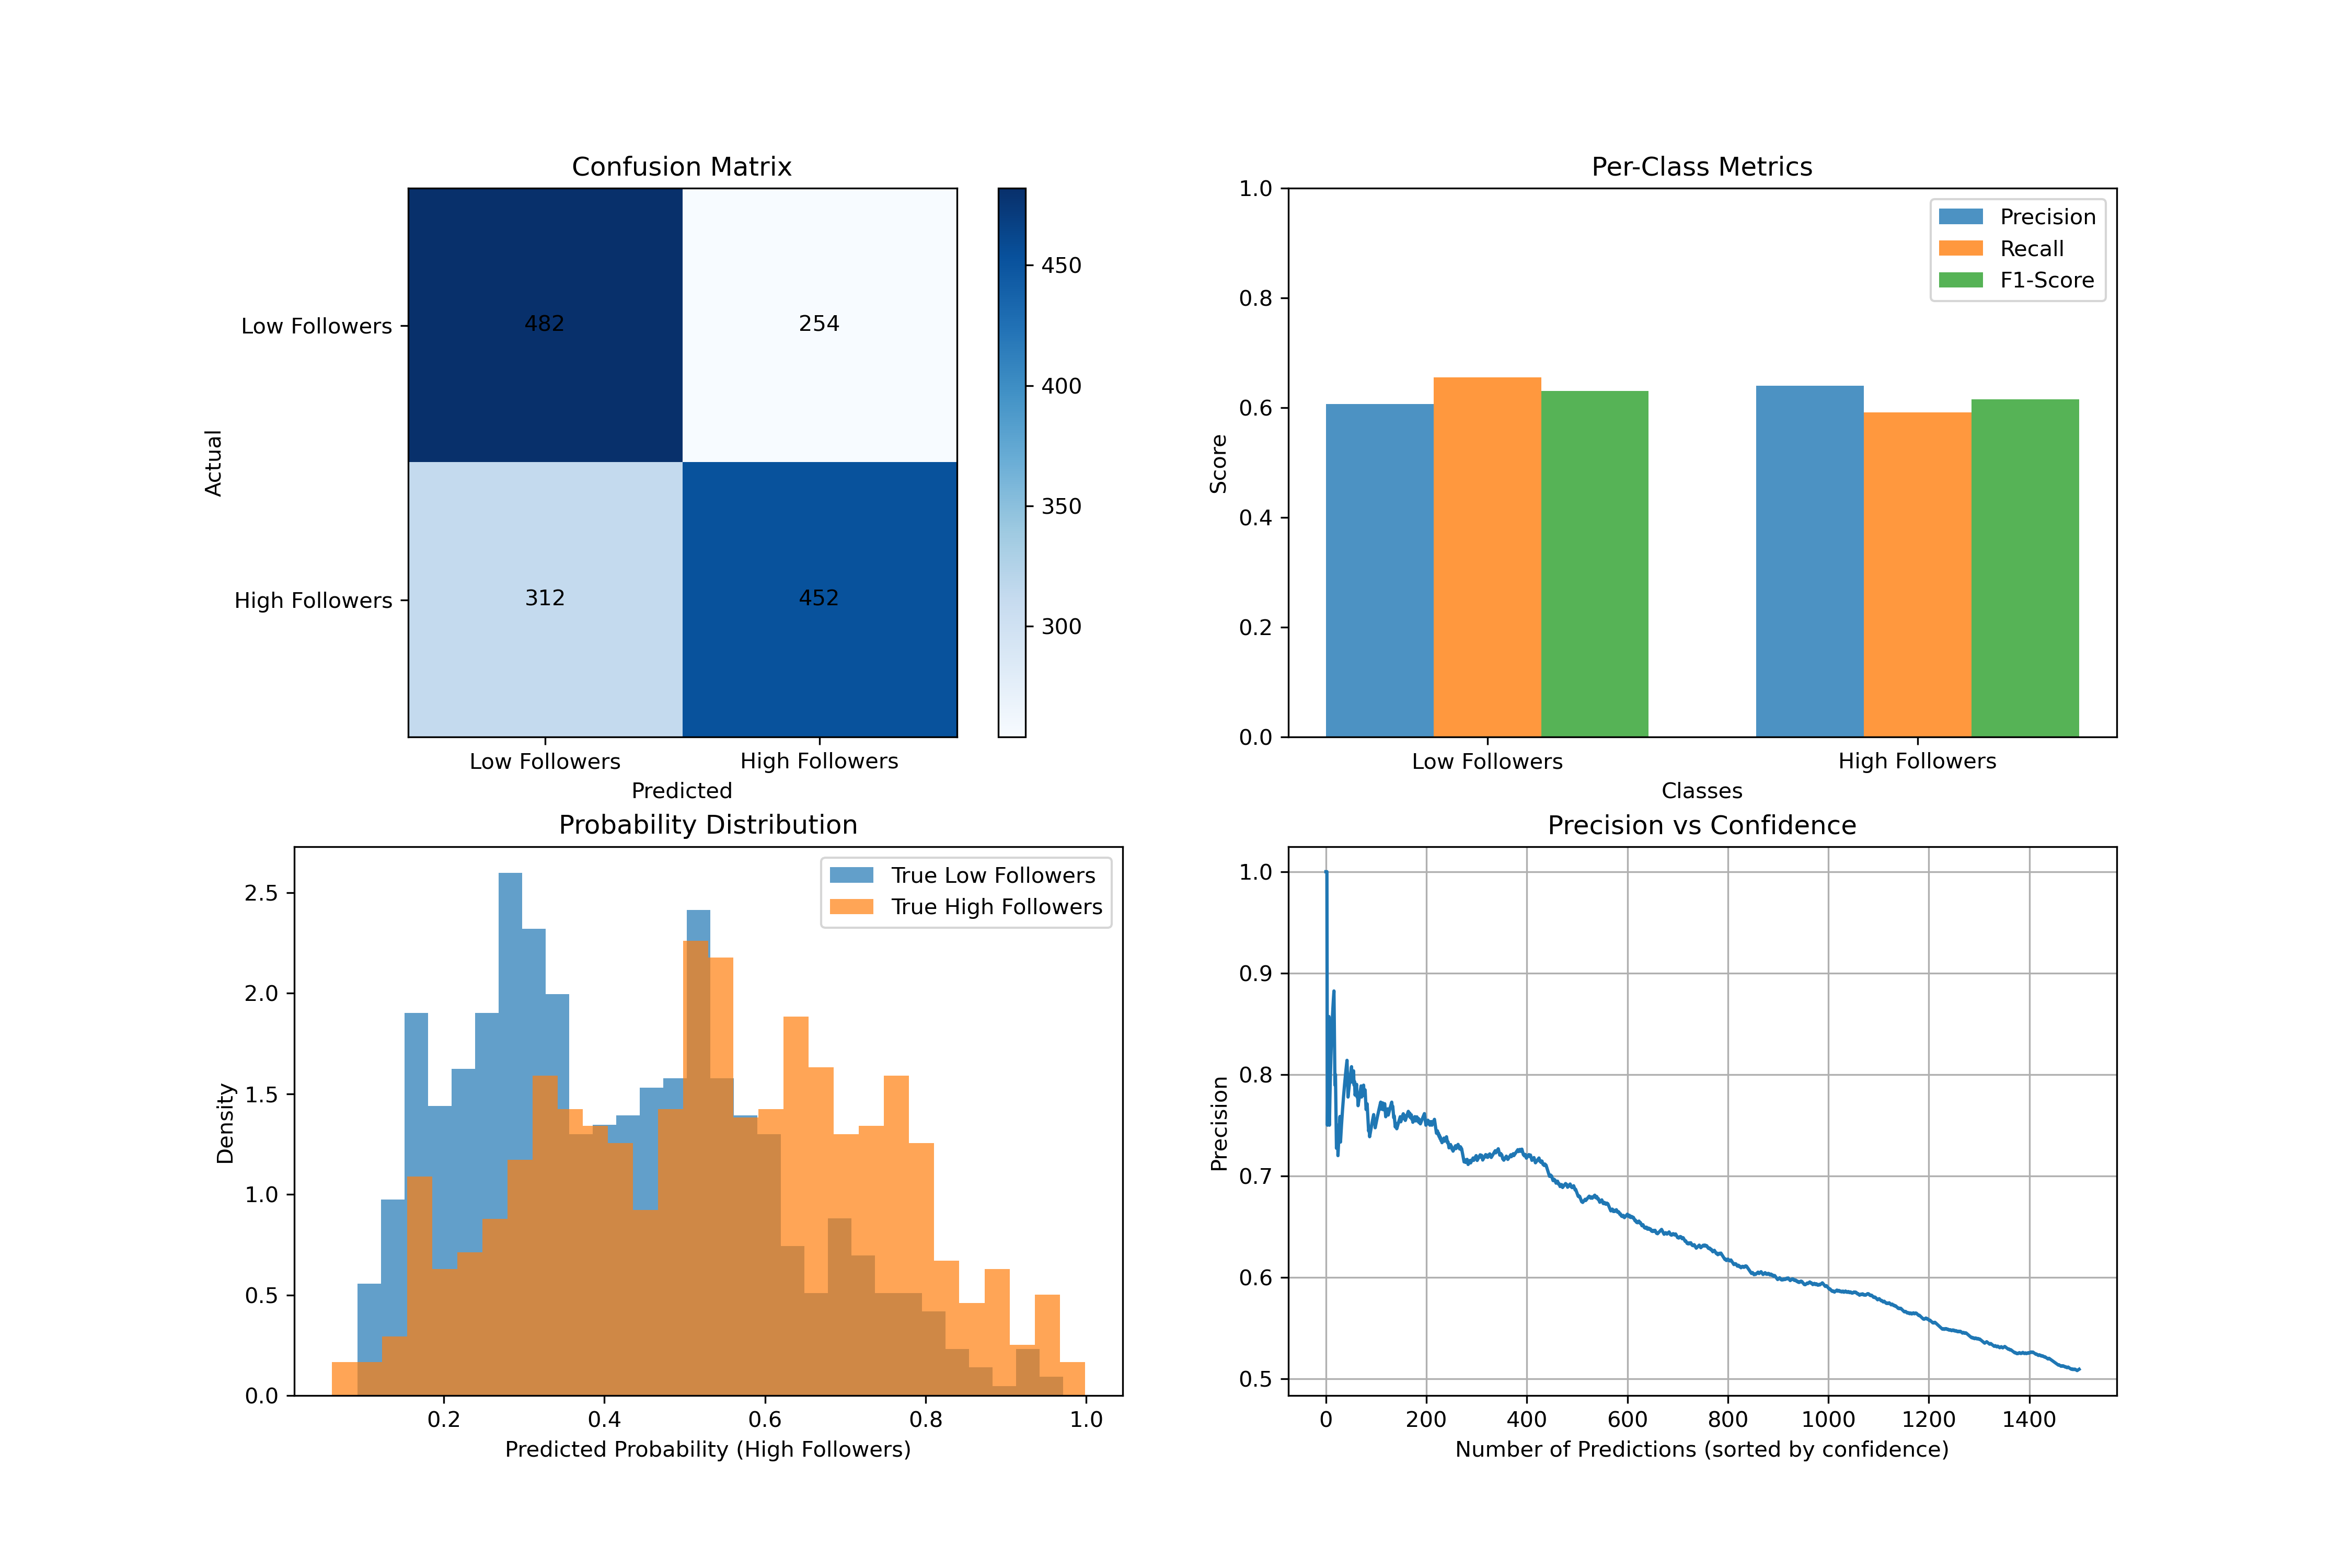 Confusion Matrix
482
254
312
452
Low Followers
High Followers
Actual
Low Followers
High Followers
Predicted
450
400
350
300
Per-Class Metrics
1.0
0.8
0.6
0.4
0.2
0.0
Score
Precision
Recall
F1-Score
Low Followers
High Followers
Classes
Probability Distribution
2.5
2.0
1.5
1.0
0.5
0.0
Density
True Low Followers
True High Followers
0.2
0.4
0.6
0.8
1.0
Predicted Probability (High Followers)
Precision vs Confidence
1.0
0.9
0.8
0.7
0.6
0.5
Precision
0
200
400
600
800
1000
1200
1400
Number of Predictions (sorted by confidence)